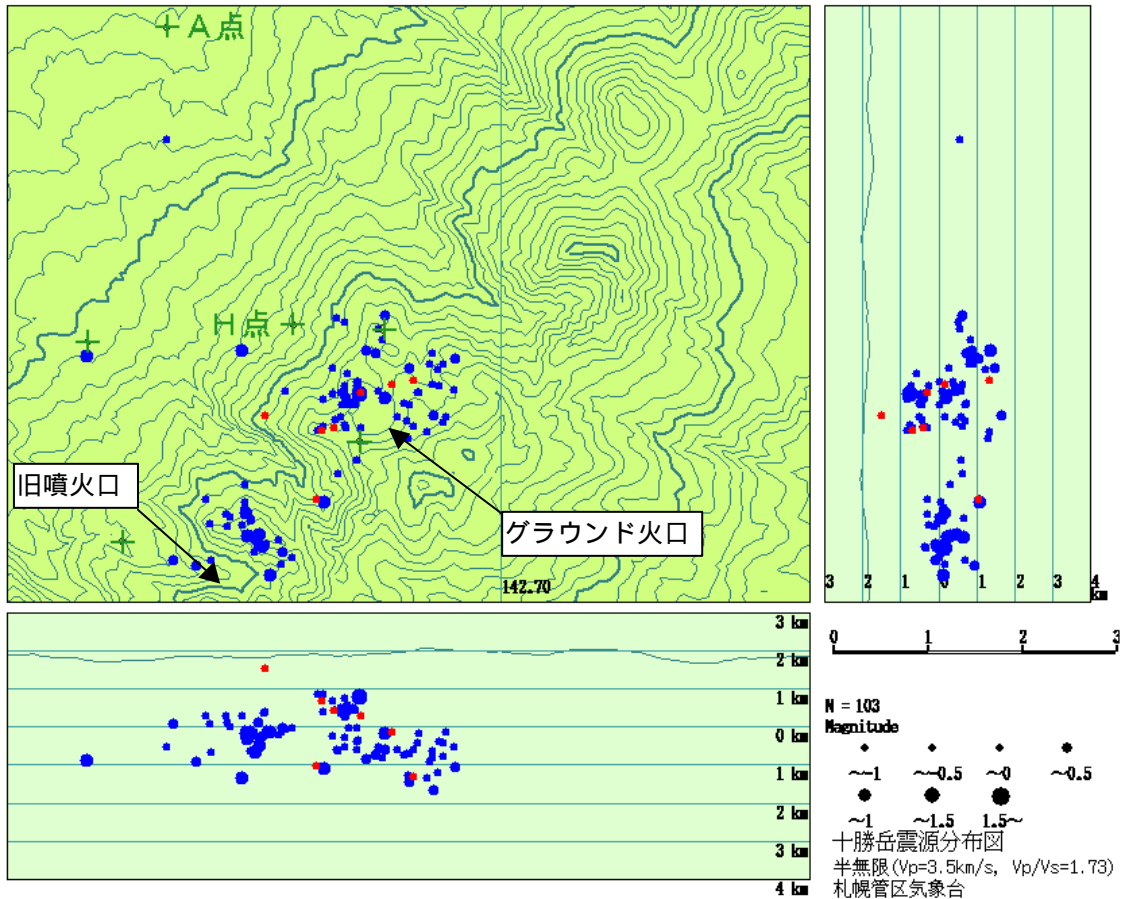 A点
H点
旧噴火口
グラウンド火口
142.70
3 2 1 0 1 2 3 4
km
3 km
2 km
1 km
0 km
1 km
2 km
3 km
4 km
0 1 2 3
N = 103
Magnitude
~-1 ~-0.5 ~0 ~0.5
~1 ~1.5 1.5~
十勝岳震源分布図
半無限(Vp=3.5km/s, Vp/Vs=1.73)
札幌管区気象台